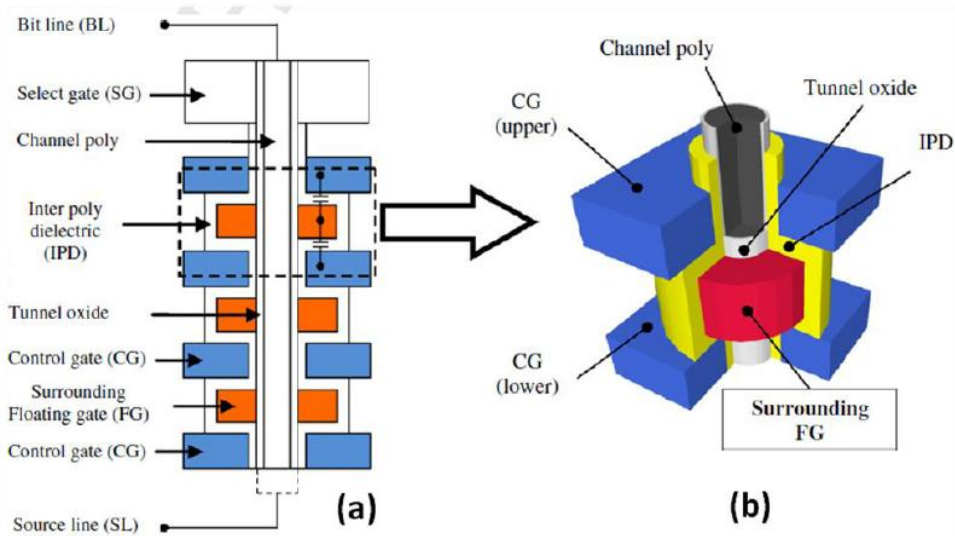 Bit line (BL)
Select gate (SG)
Channel poly
Inter poly
dielectric
(IPD)
Tunnel oxide
Control gate (CG)
Surrounding
Floating gate (FG)
Control gate (CG)
Source line (SL)
(a)
Channel poly
Tunnel oxide
CG
(upper)
IPD
CG
(lower)
Surrounding
FG
(b)